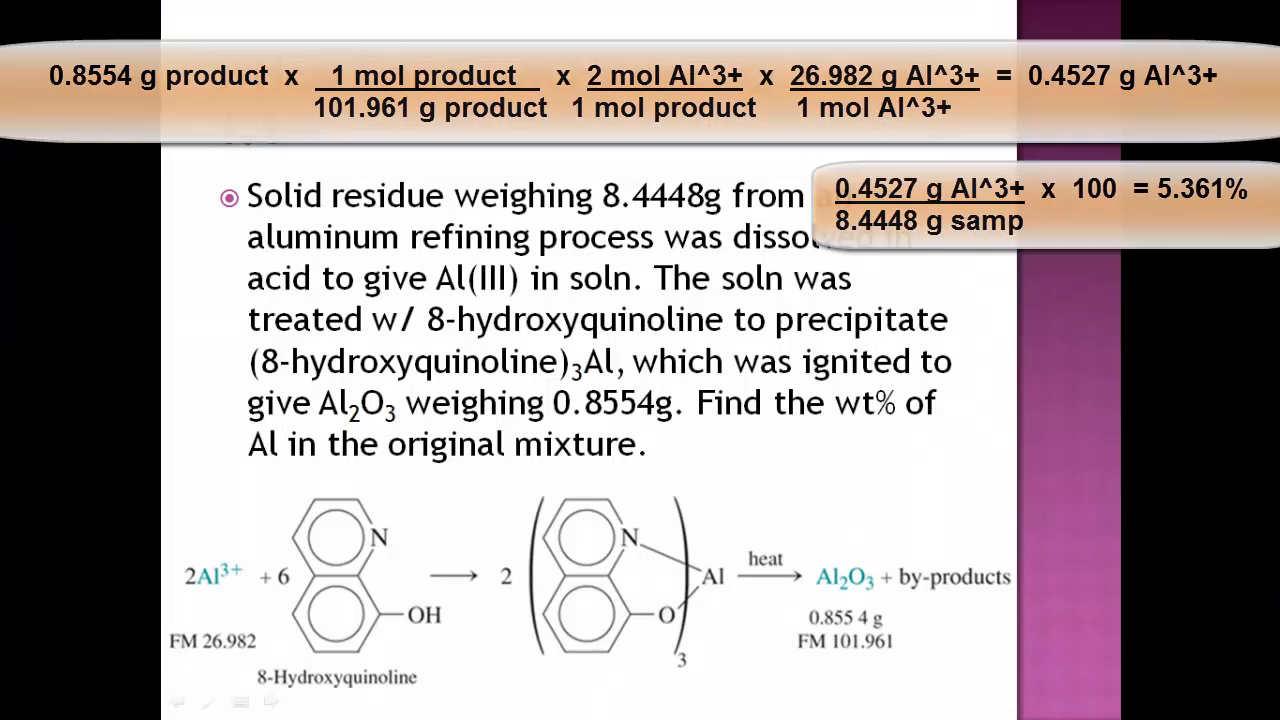 0.8554 g product x 1 mol product x 2 mol Al^3+ x 26.982 g Al^3+ = 0.4527 g Al^3+
101.961 g product 1 mol product 1 mol Al^3+
0.4527 g Al^3+ x 100 = 5.361%
8.4448 g samp
Solid residue weighing 8.4448g from
aluminum refining process was dissolved in
acid to give Al(III) in soln. The soln was
treated w/ 8-hydroxyquinoline to precipitate
(8-hydroxyquinoline)₃Al, which was ignited to
give Al₂O₃ weighing 0.8554g. Find the wt% of
Al in the original mixture.
N
N
2Al³⁺ + 6
2
Al
heat
Al₂O₃ + by-products
OH
O
0.855 4 g
FM 26.982
FM 101.961
3
8-Hydroxyquinoline